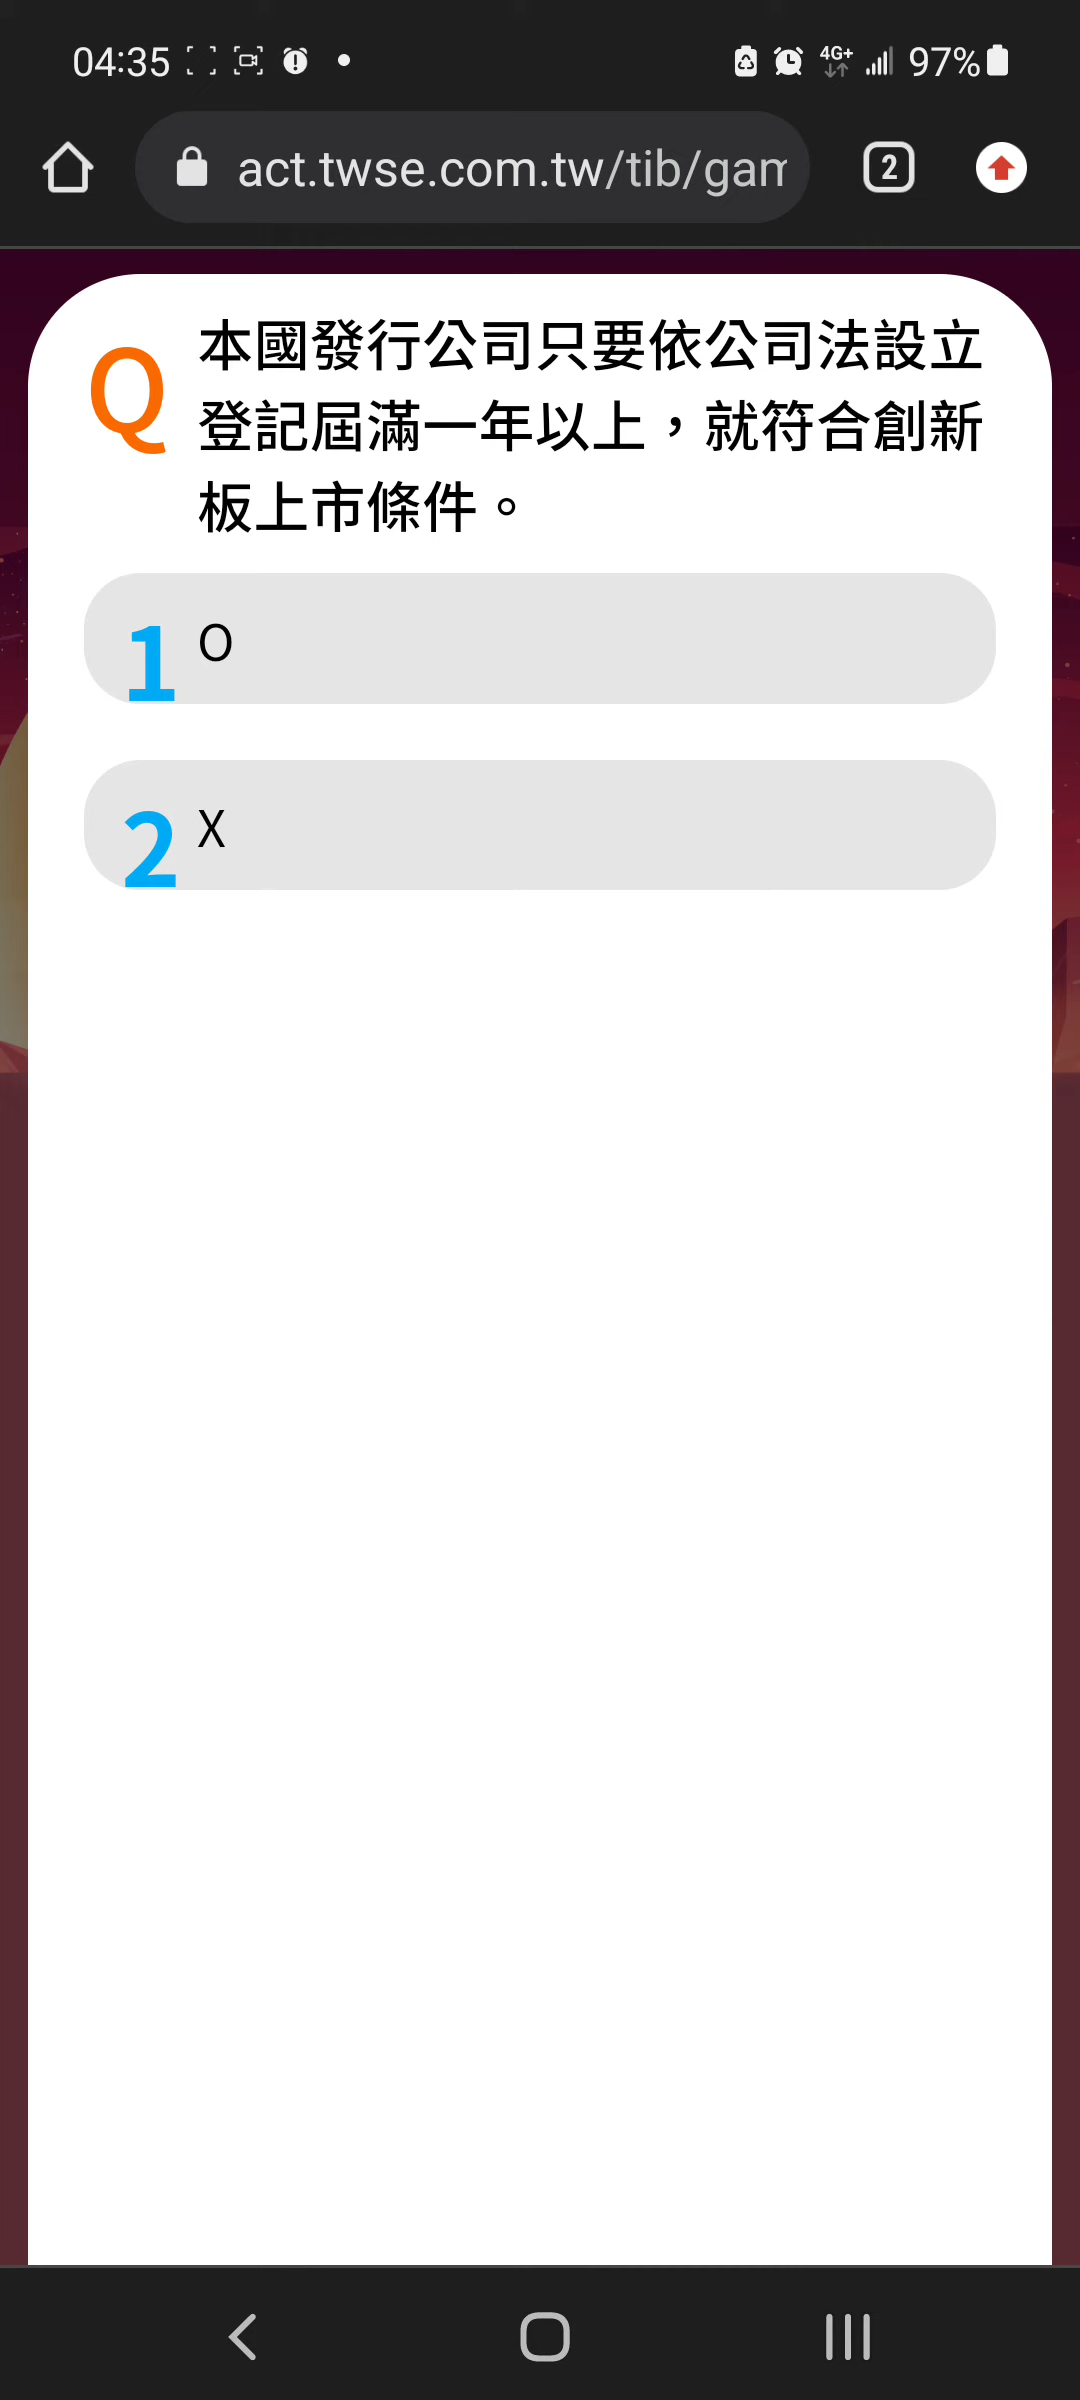 04:35 4G+ 97%
act.twse.com.tw/tib/gam 2
Q 本國發行公司只要依公司法設立
登記屆滿一年以上，就符合創新
板上市條件。
1 O
2 X